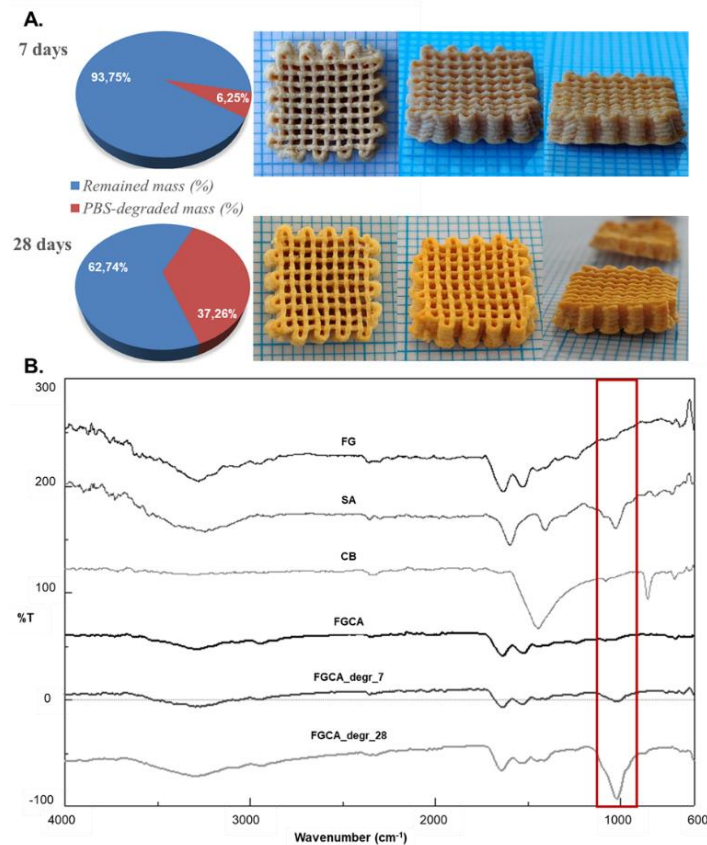 A.
7 days
93,75%
6,25%
Remained mass (%)
PBS-degraded mass (%)
28 days
62,74%
37,26%
B.
300
FG
200
SA
CB
100
%T
FGCA
FGCA_degr_7
0
FGCA_degr_28
-100
4000 3000 2000 1000 600
Wavenumber (cm⁻¹)